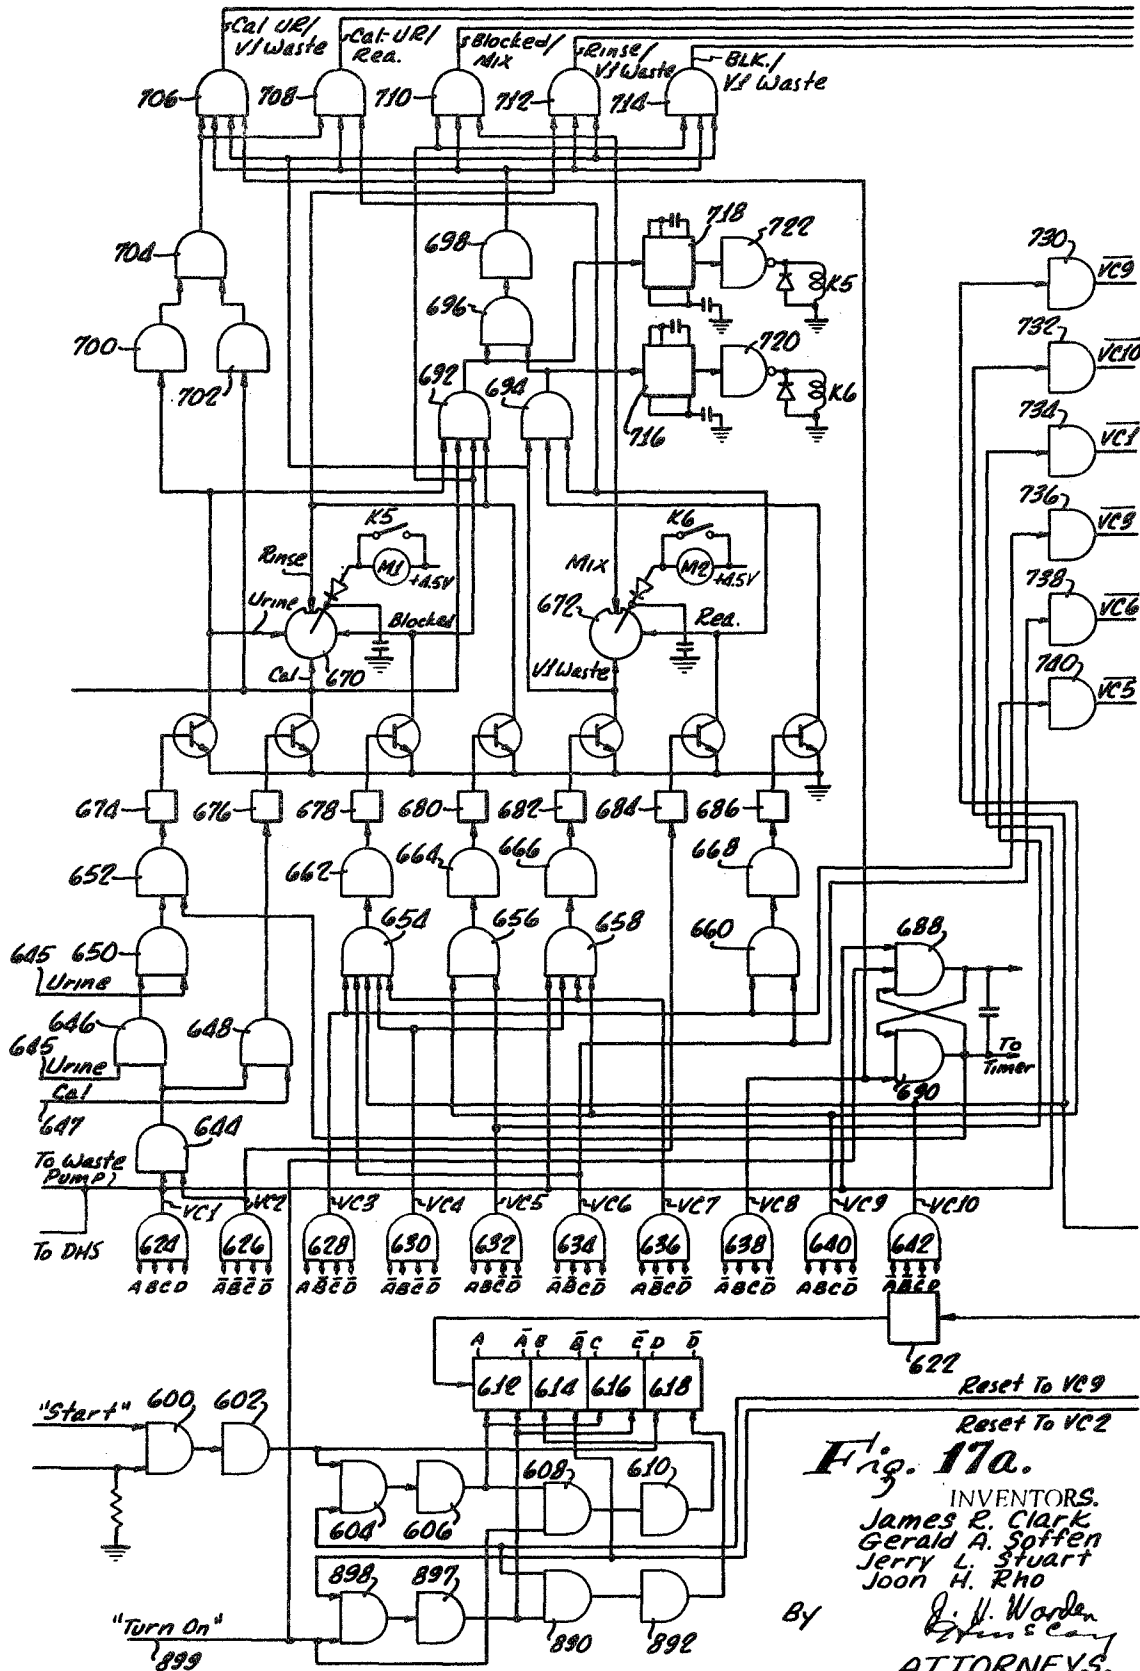 Cal UR/
V1 Waste
Cal-UR/
Rea.
Blocked/
Mix
Rinse/
V1 Waste
BLK./
V1 Waste
706
708
710
712
714
704
698
718
722
K5
730
VC9
696
700
702
692
694
716
720
K6
732
VC10
734
VC1
736
VC3
738
VC6
740
VC5
K5
K6
Rinse
M1
+4.5V
Mix
M2
+4.5V
Urine
Blocked
672
Rea.
Cal
670
V1 Waste
674
676
678
680
682
684
686
652
662
664
666
668
654
656
658
660
688
645
650
Urine
646
648
645
Urine
To
Timer
Cal
690
647
644
To Waste
Pump
VC1
VC2
VC3
VC4
VC5
VC6
VC7
VC8
VC9
VC10
To DHS
624
626
628
630
632
634
636
638
640
642
A B C D
A̅ B̅ C̅ D̅
622
A
A̅
B
B̅
C
C̅
D
D̅
612
614
616
618
Reset To VC9
Reset To VC2
"Start"
600
602
604
606
608
610
898
897
890
892
"Turn On"
899
Fig. 17a.
INVENTORS.
James R. Clark
Gerald A. Soffen
Jerry L. Stuart
Joon H. Rho
By
J. H. Warden
ATTORNEYS.